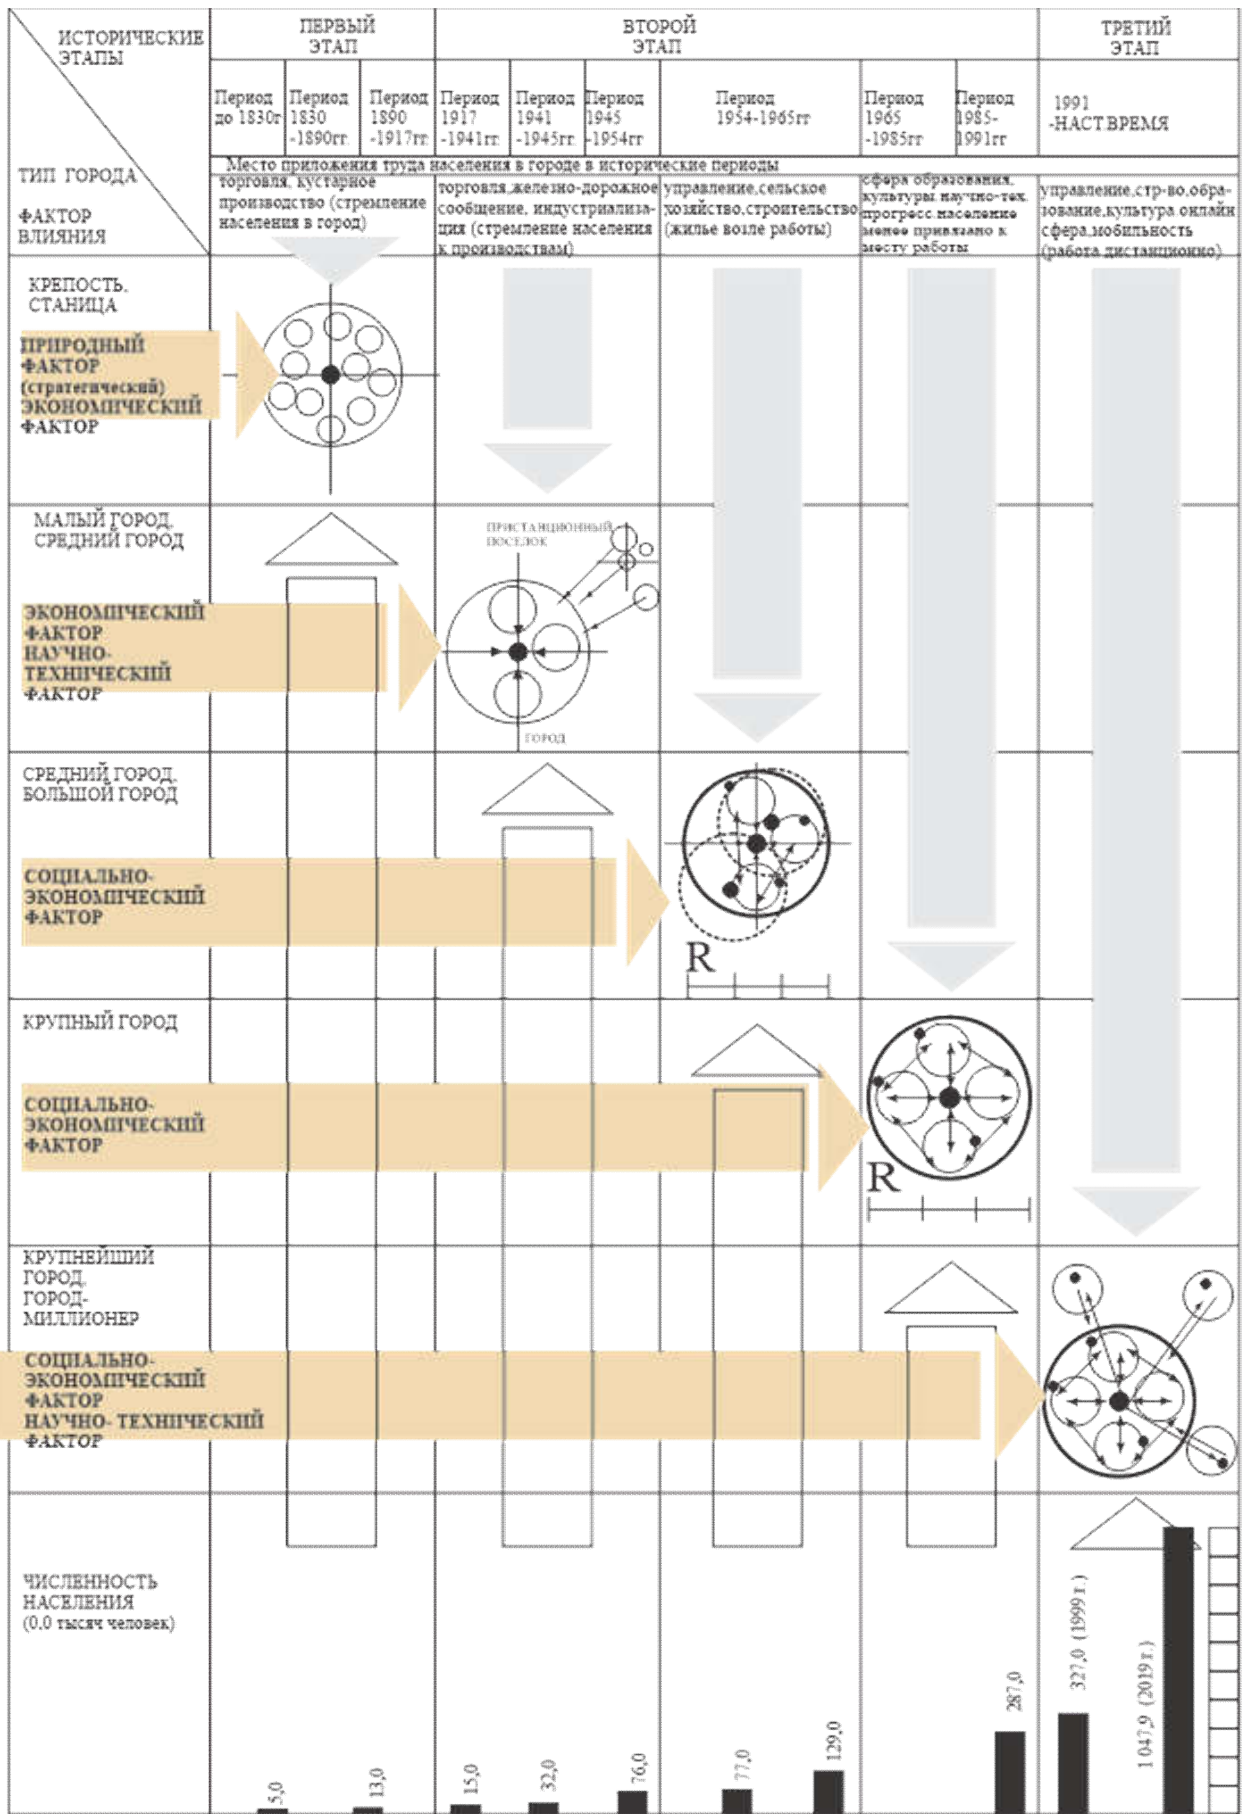 ИСТОРИЧЕСКИЕ
ЭТАПЫ
ТИП ГОРОДА
ФАКТОР
ВЛИЯНИЯ
ПЕРВЫЙ
ЭТАП
ВТОРОЙ
ЭТАП
ТРЕТИЙ
ЭТАП
Период
до 1830г
Период
1830
-1890гг.
Период
1890
-1917гг.
Период
1917
-1941гг.
Период
1941
-1945гг.
Период
1945
-1954гг
Период
1954-1965гг
Период
1965
-1985гг
Период
1985-
1991гг
1991
-НАСТ.ВРЕМЯ
Место приложения труда населения в городе в исторические периоды
торговля, кустарное
производство (стремление
населения в город)
торговля,железно-дорожное
сообщение, индустриализа-
ция (стремление населения
к производствам)
управление,сельское
хозяйство,строительство
(жилье возле работы)
сфера образования,
культуры,научно-тех.
прогресс.население
менее привязано к
месту работы
управление,стр-во,обра-
зование,культура онлайн
сфера,мобильность
(работа дистанционно)
КРЕПОСТЬ,
СТАНИЦА
ПРИРОДНЫЙ
ФАКТОР
(стратегический)
ЭКОНОМИЧЕСКИЙ
ФАКТОР
МАЛЫЙ ГОРОД,
СРЕДНИЙ ГОРОД
ПРИСТАНЦИОННЫЙ
ПОСЕЛОК
ЭКОНОМИЧЕСКИЙ
ФАКТОР
НАУЧНО-
ТЕХНИЧЕСКИЙ
ФАКТОР
ГОРОД
СРЕДНИЙ ГОРОД,
БОЛЬШОЙ ГОРОД
СОЦИАЛЬНО-
ЭКОНОМИЧЕСКИЙ
ФАКТОР
R
КРУПНЫЙ ГОРОД
СОЦИАЛЬНО-
ЭКОНОМИЧЕСКИЙ
ФАКТОР
R
КРУПНЕЙШИЙ
ГОРОД,
ГОРОД-
МИЛЛИОНЕР
СОЦИАЛЬНО-
ЭКОНОМИЧЕСКИЙ
ФАКТОР
НАУЧНО- ТЕХНИЧЕСКИЙ
ФАКТОР
ЧИСЛЕННОСТЬ
НАСЕЛЕНИЯ
(0,0 тысяч человек)
5,0
13,0
15,0
32,0
76,0
77,0
129,0
287,0
327,0 (1999 г.)
1 047,9 (2019 г.)